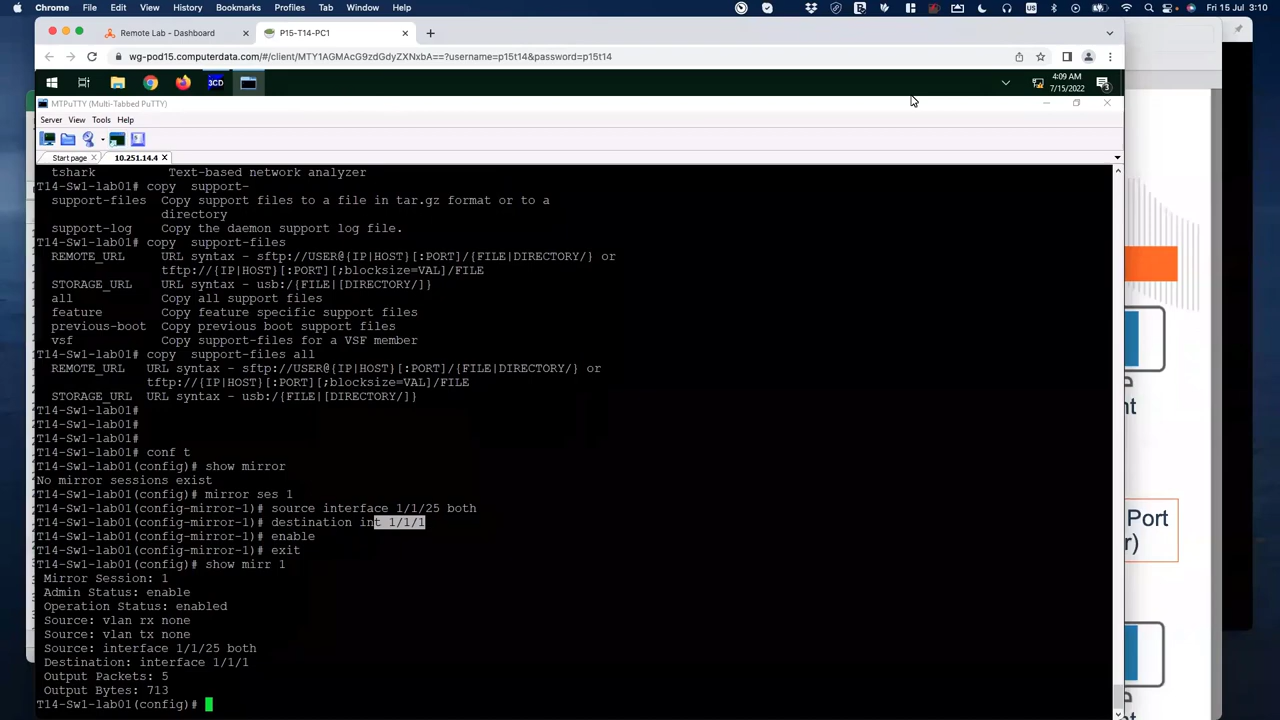 Chrome File Edit View History Bookmarks Profiles Tab Window Help Fri 15 Jul 3:10
Remote Lab - Dashboard
P15-T14-PC1
wg-pod15.computerdata.com/#/client/MTY1AGMAcG9zdGdyZXNxbA==?username=p15t14&password=p15t14
3CD
4:09 AM
7/15/2022
MTPuTTY (Multi-Tabbed PuTTY)
Server View Tools Help
Start page
10.251.14.4
tshark Text-based network analyzer
T14-Sw1-lab01# copy support-
support-files Copy support files to a file in tar.gz format or to a
directory
support-log Copy the daemon support log file.
T14-Sw1-lab01# copy support-files
REMOTE_URL URL syntax - sftp://USER@{IP|HOST}[:PORT]/{FILE|DIRECTORY/} or
tftp://{IP|HOST}[:PORT][;blocksize=VAL]/FILE
STORAGE_URL URL syntax - usb:/{FILE|[DIRECTORY/]}
all Copy all support files
feature Copy feature specific support files
previous-boot Copy previous boot support files
vsf Copy support-files for a VSF member
T14-Sw1-lab01# copy support-files all
REMOTE_URL URL syntax - sftp://USER@{IP|HOST}[:PORT]/{FILE|DIRECTORY/} or
tftp://{IP|HOST}[:PORT][;blocksize=VAL]/FILE
STORAGE_URL URL syntax - usb:/{FILE|[DIRECTORY/]}
T14-Sw1-lab01#
T14-Sw1-lab01#
T14-Sw1-lab01#
T14-Sw1-lab01# conf t
T14-Sw1-lab01(config)# show mirror
No mirror sessions exist
T14-Sw1-lab01(config)# mirror ses 1
T14-Sw1-lab01(config-mirror-1)# source interface 1/1/25 both
T14-Sw1-lab01(config-mirror-1)# destination int 1/1/1
T14-Sw1-lab01(config-mirror-1)# enable
T14-Sw1-lab01(config-mirror-1)# exit
T14-Sw1-lab01(config)# show mirr 1
Mirror Session: 1
Admin Status: enable
Operation Status: enabled
Source: vlan rx none
Source: vlan tx none
Source: interface 1/1/25 both
Destination: interface 1/1/1
Output Packets: 5
Output Bytes: 713
T14-Sw1-lab01(config)#
Port